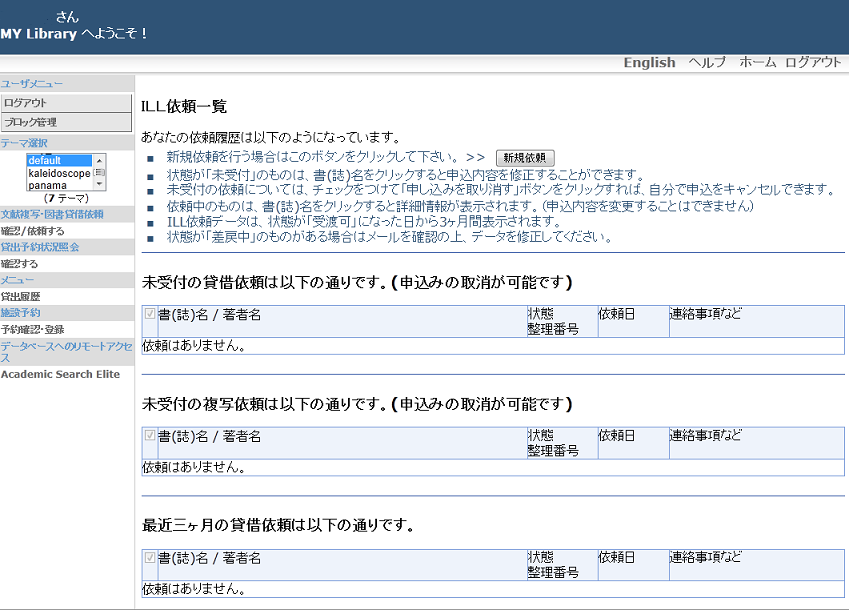 さん
MY Library へようこそ！
English ヘルプ ホーム ログアウト
ユーザメニュー
ログアウト
ブロック管理
テーマ選択
default
kaleidoscope
panama
(7 テーマ)
文献複写・図書貸借依頼
確認/依頼する
貸出予約状況照会
確認する
メニュー
貸出履歴
施設予約
予約確認・登録
データベースへのリモートアクセ
ス
Academic Search Elite
ILL依頼一覧
あなたの依頼履歴は以下のようになっています。
新規依頼を行う場合はこのボタンをクリックして下さい。 >> 新規依頼
状態が「未受付」のものは、書(誌)名をクリックすると申込内容を修正することができます。
未受付の依頼については、チェックをつけて「申し込みを取り消す」ボタンをクリックすれば、自分で申込をキャンセルできます。
依頼中のものは、書(誌)名をクリックすると詳細情報が表示されます。(申込内容を変更することはできません)
ILL依頼データは、状態が「受渡可」になった日から3ヶ月間表示されます。
状態が「差戻中」のものがある場合はメールを確認の上、データを修正してください。
未受付の貸借依頼は以下の通りです。(申込みの取消が可能です)
書(誌)名 / 著者名 状態 依頼日 連絡事項など
整理番号
依頼はありません。
未受付の複写依頼は以下の通りです。(申込みの取消が可能です)
書(誌)名 / 著者名 状態 依頼日 連絡事項など
整理番号
依頼はありません。
最近三ヶ月の貸借依頼は以下の通りです。
書(誌)名 / 著者名 状態 依頼日 連絡事項など
整理番号
依頼はありません。